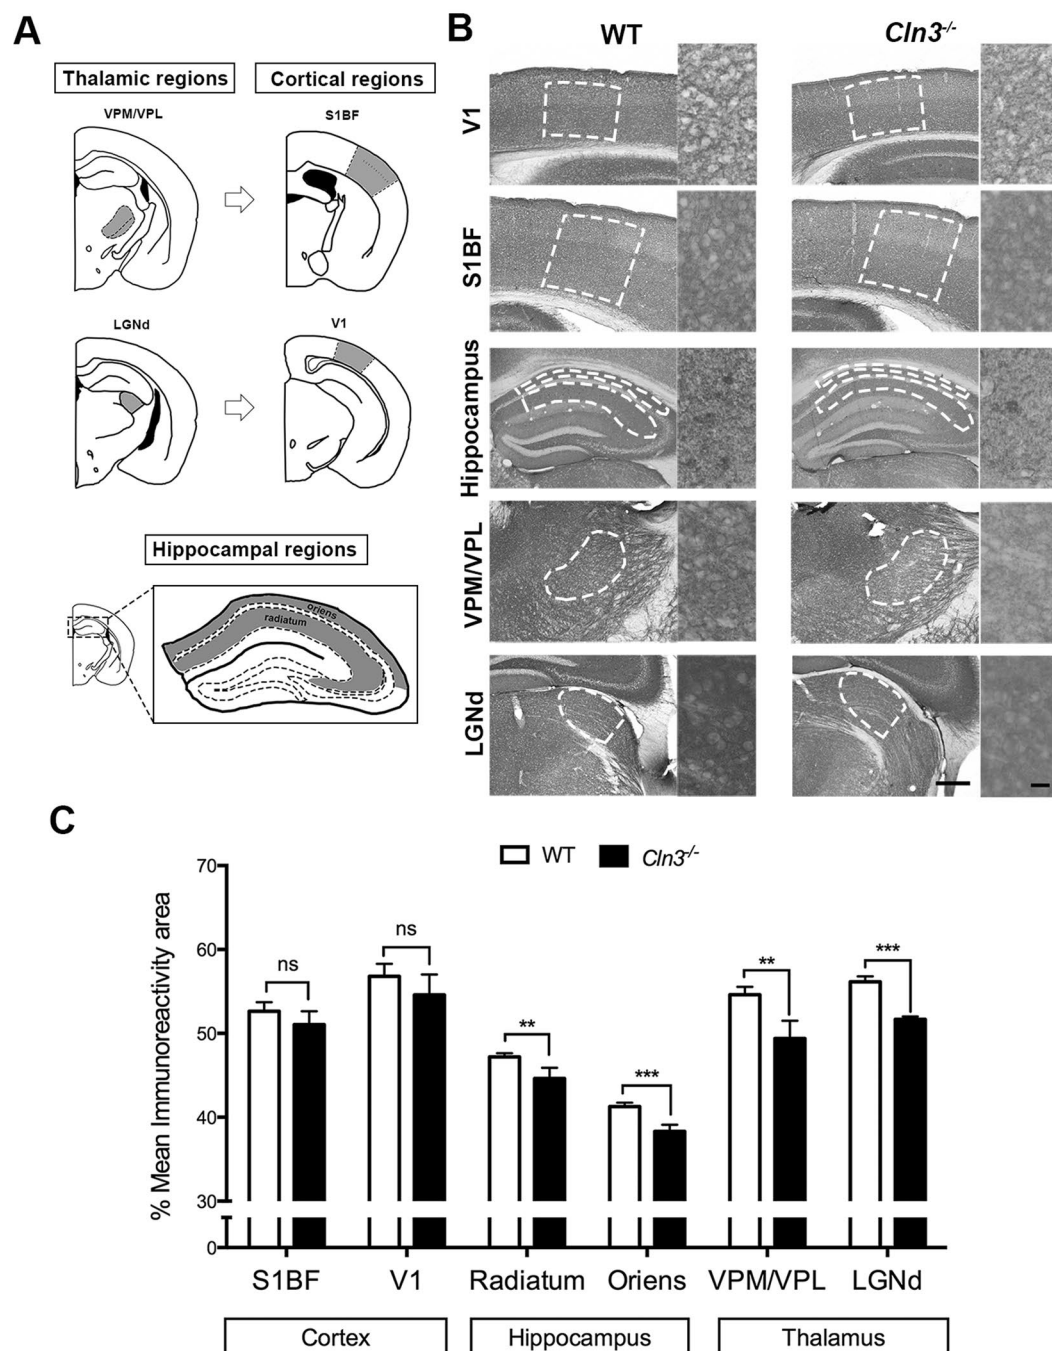 A
Thalamic regions
Cortical regions
VPM/VPL
S1BF
LGNd
V1
Hippocampal regions
oriens
radiatum
B
WT
Cln3-/-
V1
S1BF
Hippocampus
VPM/VPL
LGNd
C
WT
Cln3-/-
% Mean Immunoreactivity area
70
60
50
40
30
0
ns
ns
**
***
**
***
S1BF
V1
Radiatum
Oriens
VPM/VPL
LGNd
Cortex
Hippocampus
Thalamus